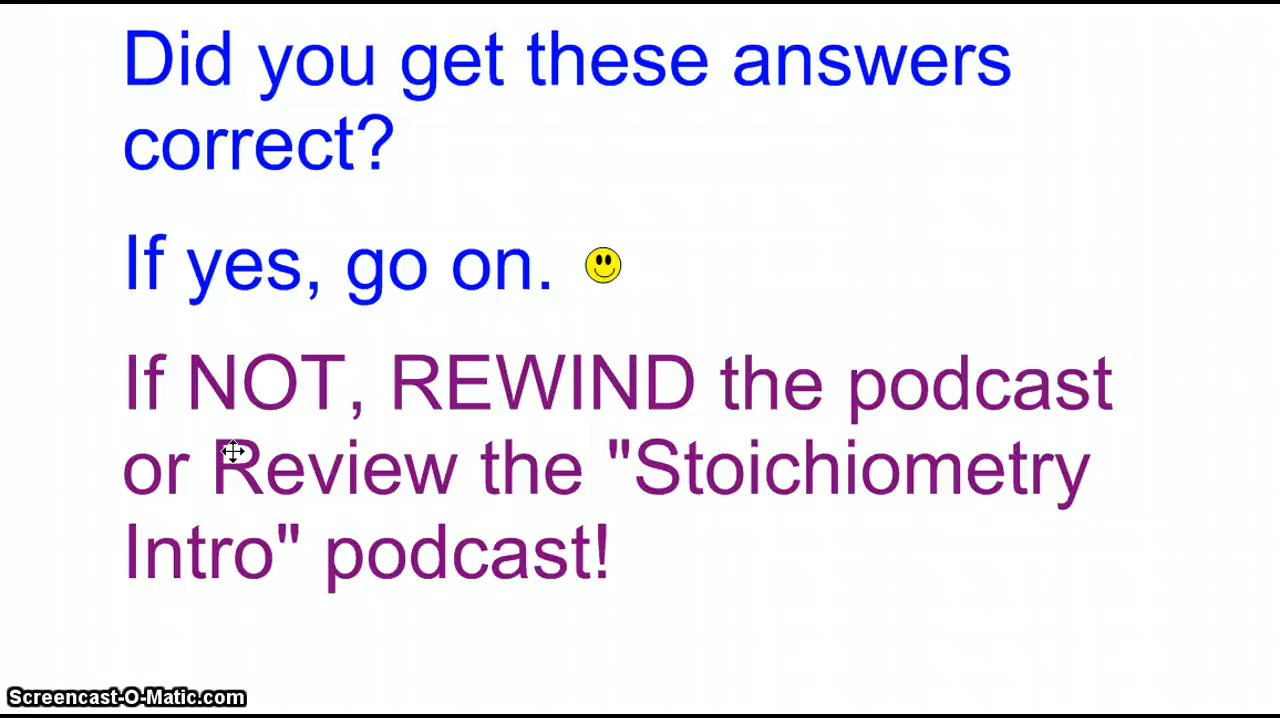 Did you get these answers
correct?
If yes, go on.
If NOT, REWIND the podcast
or Review the "Stoichiometry
Intro" podcast!
Screencast-O-Matic.com